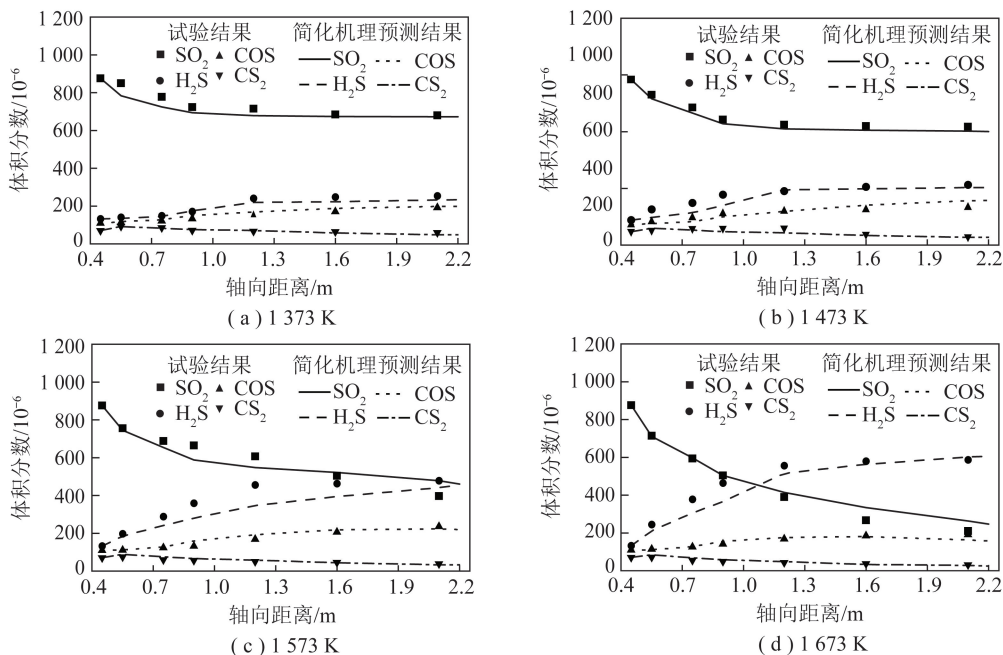 1 200
1 000
800
600
400
200
0
体积分数/10⁻⁶
试验结果 简化机理预测结果
SO₂ COS SO₂ COS
H₂S CS₂ H₂S CS₂
0.4 0.7 1.0 1.3 1.6 1.9 2.2
轴向距离/m
( a ) 1 373 K
1 200
1 000
800
600
400
200
0
体积分数/10⁻⁶
试验结果 简化机理预测结果
SO₂ COS SO₂ COS
H₂S CS₂ H₂S CS₂
0.4 0.7 1.0 1.3 1.6 1.9 2.2
轴向距离/m
( b ) 1 473 K
1 200
1 000
800
600
400
200
0
体积分数/10⁻⁶
试验结果 简化机理预测结果
SO₂ COS SO₂ COS
H₂S CS₂ H₂S CS₂
0.4 0.7 1.0 1.3 1.6 1.9 2.2
轴向距离/m
( c ) 1 573 K
1 200
1 000
800
600
400
200
0
体积分数/10⁻⁶
试验结果 简化机理预测结果
SO₂ COS SO₂ COS
H₂S CS₂ H₂S CS₂
0.4 0.7 1.0 1.3 1.6 1.9 2.2
轴向距离/m
( d ) 1 673 K